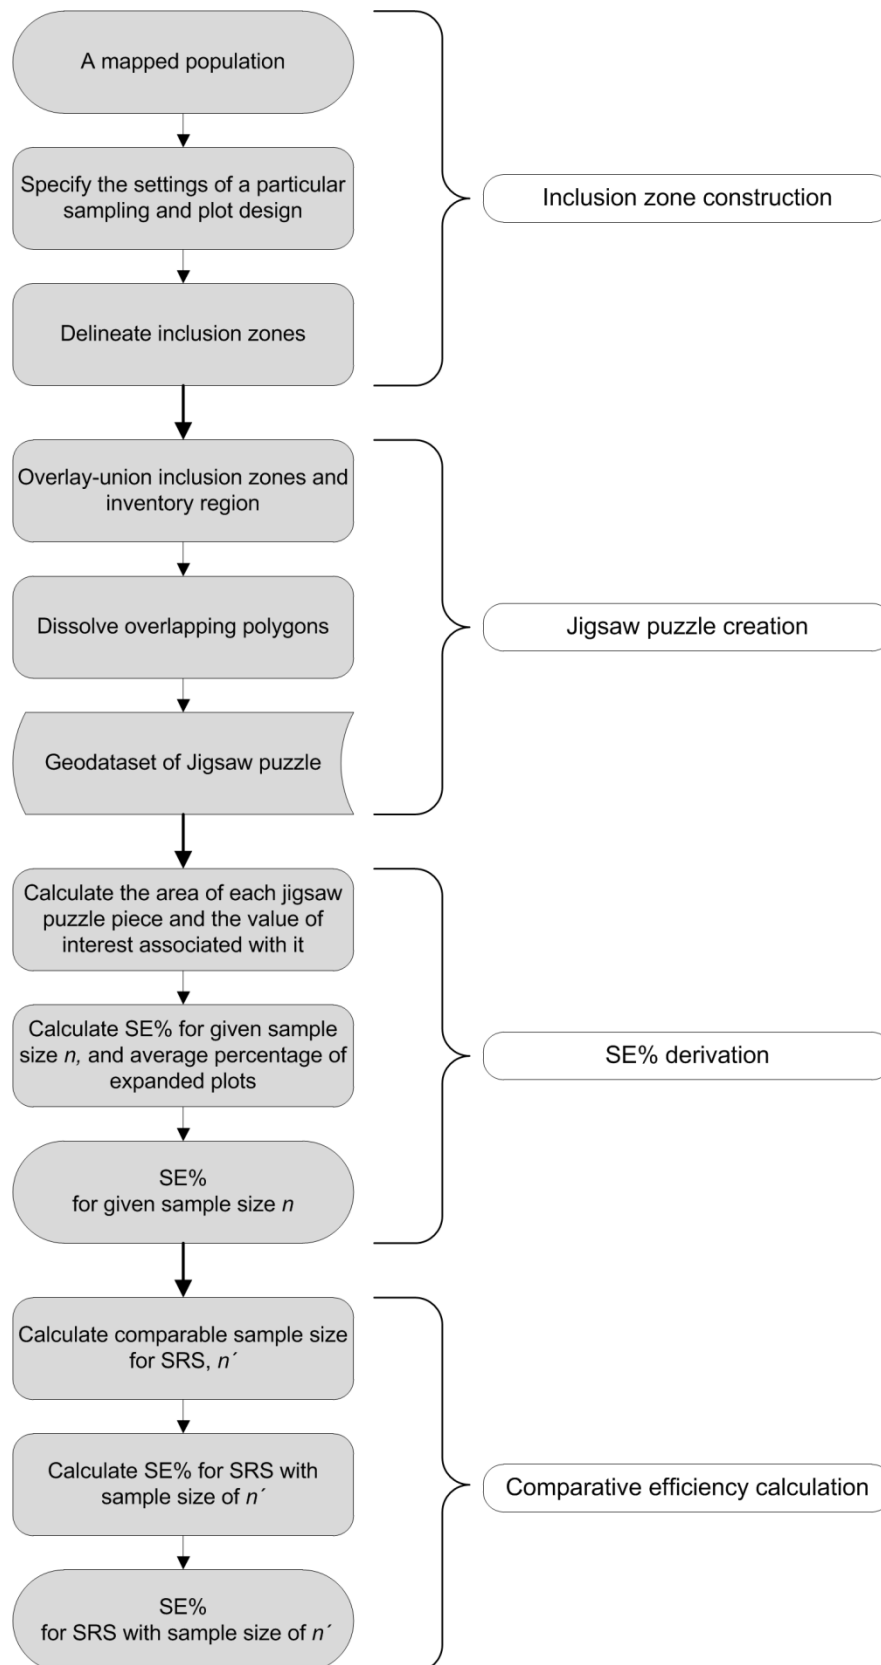 A mapped population
Specify the settings of a particular
sampling and plot design
Inclusion zone construction
Delineate inclusion zones
Overlay-union inclusion zones and
inventory region
Dissolve overlapping polygons
Jigsaw puzzle creation
Geodataset of Jigsaw puzzle
Calculate the area of each jigsaw
puzzle piece and the value of
interest associated with it
Calculate SE% for given sample
size n, and average percentage of
expanded plots
SE% derivation
SE%
for given sample size n
Calculate comparable sample size
for SRS, n´
Calculate SE% for SRS with
sample size of n´
Comparative efficiency calculation
SE%
for SRS with sample size of n´